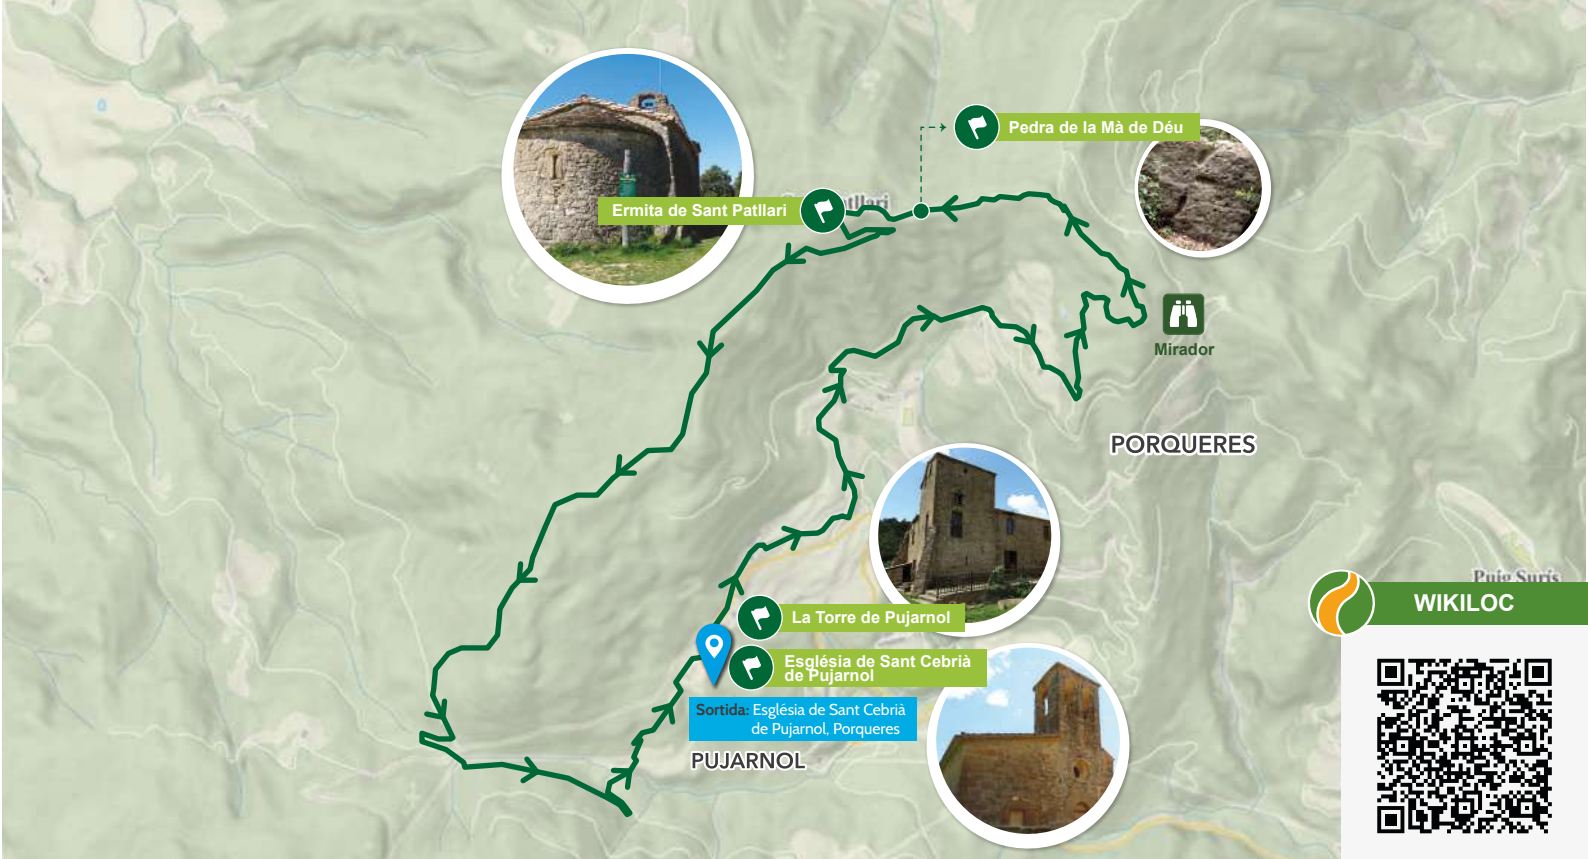 Pedra de la Mà de Déu
Ermita de Sant Patllari
Mirador
PORQUERES
Puig Surís
WIKILOC
La Torre de Pujarnol
Església de Sant Cebrià
de Pujarnol
Sortida: Església de Sant Cebrià
de Pujarnol, Porqueres
PUJARNOL